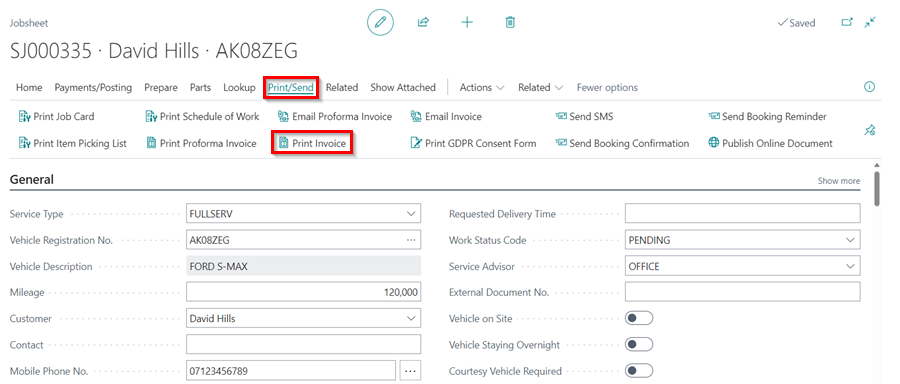 Jobsheet
Saved
SJ000335 · David Hills · AK08ZEG
Home Payments/Posting Prepare Parts Lookup Print/Send Related Show Attached Actions Related Fewer options
Print Job Card Print Schedule of Work Email Proforma Invoice Email Invoice Send SMS Send Booking Reminder
Print Item Picking List Print Proforma Invoice Print Invoice Print GDPR Consent Form Send Booking Confirmation Publish Online Document
General Show more
Service Type FULLSERV Requested Delivery Time
Vehicle Registration No. AK08ZEG Work Status Code PENDING
Vehicle Description FORD S-MAX Service Advisor OFFICE
Mileage 120,000 External Document No.
Customer David Hills Vehicle on Site
Contact Vehicle Staying Overnight
Mobile Phone No. 07123456789 Courtesy Vehicle Required